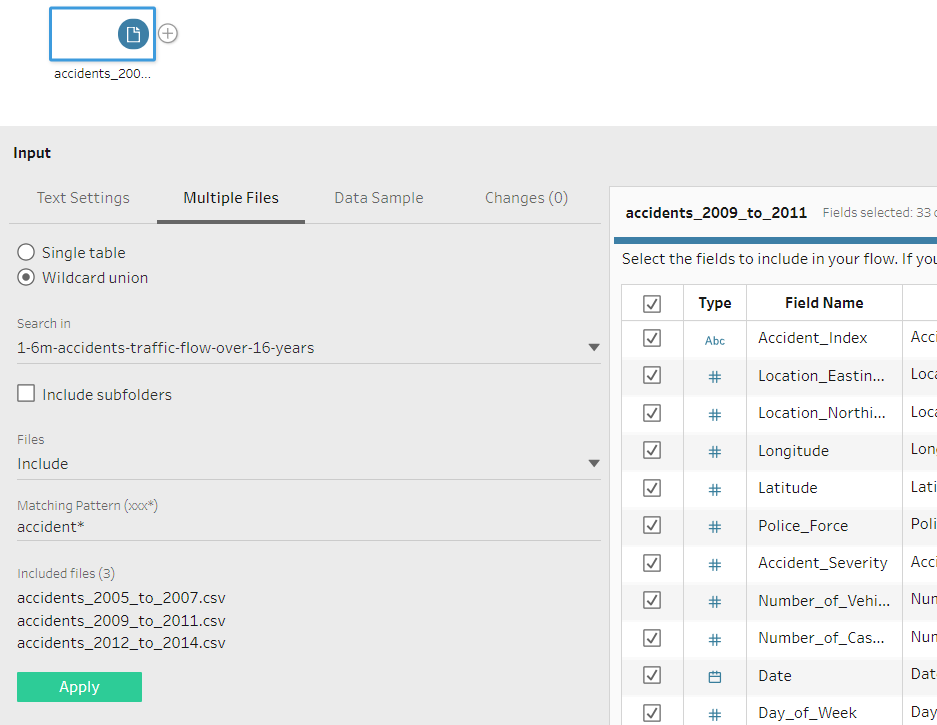 accidents_200...
Input
Text Settings
Multiple Files
Data Sample
Changes (0)
Single table
Wildcard union
Search in
1-6m-accidents-traffic-flow-over-16-years
Include subfolders
Files
Include
Matching Pattern (xxx*)
accident*
Included files (3)
accidents_2005_to_2007.csv
accidents_2009_to_2011.csv
accidents_2012_to_2014.csv
Apply
accidents_2009_to_2011 Fields selected: 33
Select the fields to include in your flow. If you
Type Field Name
Abc Accident_Index Acci
# Location_Eastin... Loca
# Location_Northi... Loca
# Longitude Lon
# Latitude Lati
# Police_Force Poli
# Accident_Severity Acci
# Number_of_Vehi... Num
# Number_of_Cas... Num
Date Dat
# Day_of_Week Day